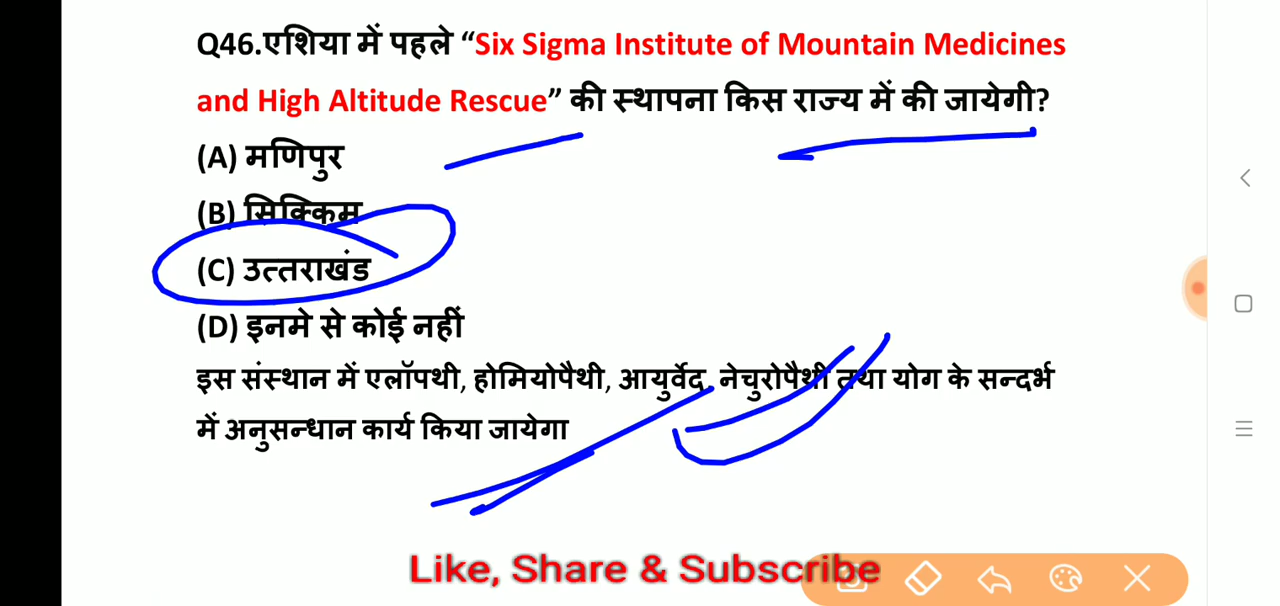 Q46.एशिया में पहले “Six Sigma Institute of Mountain Medicines
and High Altitude Rescue” की स्थापना किस राज्य में की जायेगी?
(A) मणिपुर
(B) सिक्किम
(C) उत्तराखंड
(D) इनमे से कोई नहीं
इस संस्थान में एलॉपथी, होमियोपैथी, आयुर्वेद, नेचुरोपैथी तथा योग के सन्दर्भ
में अनुसन्धान कार्य किया जायेगा
Like, Share & Subscribe